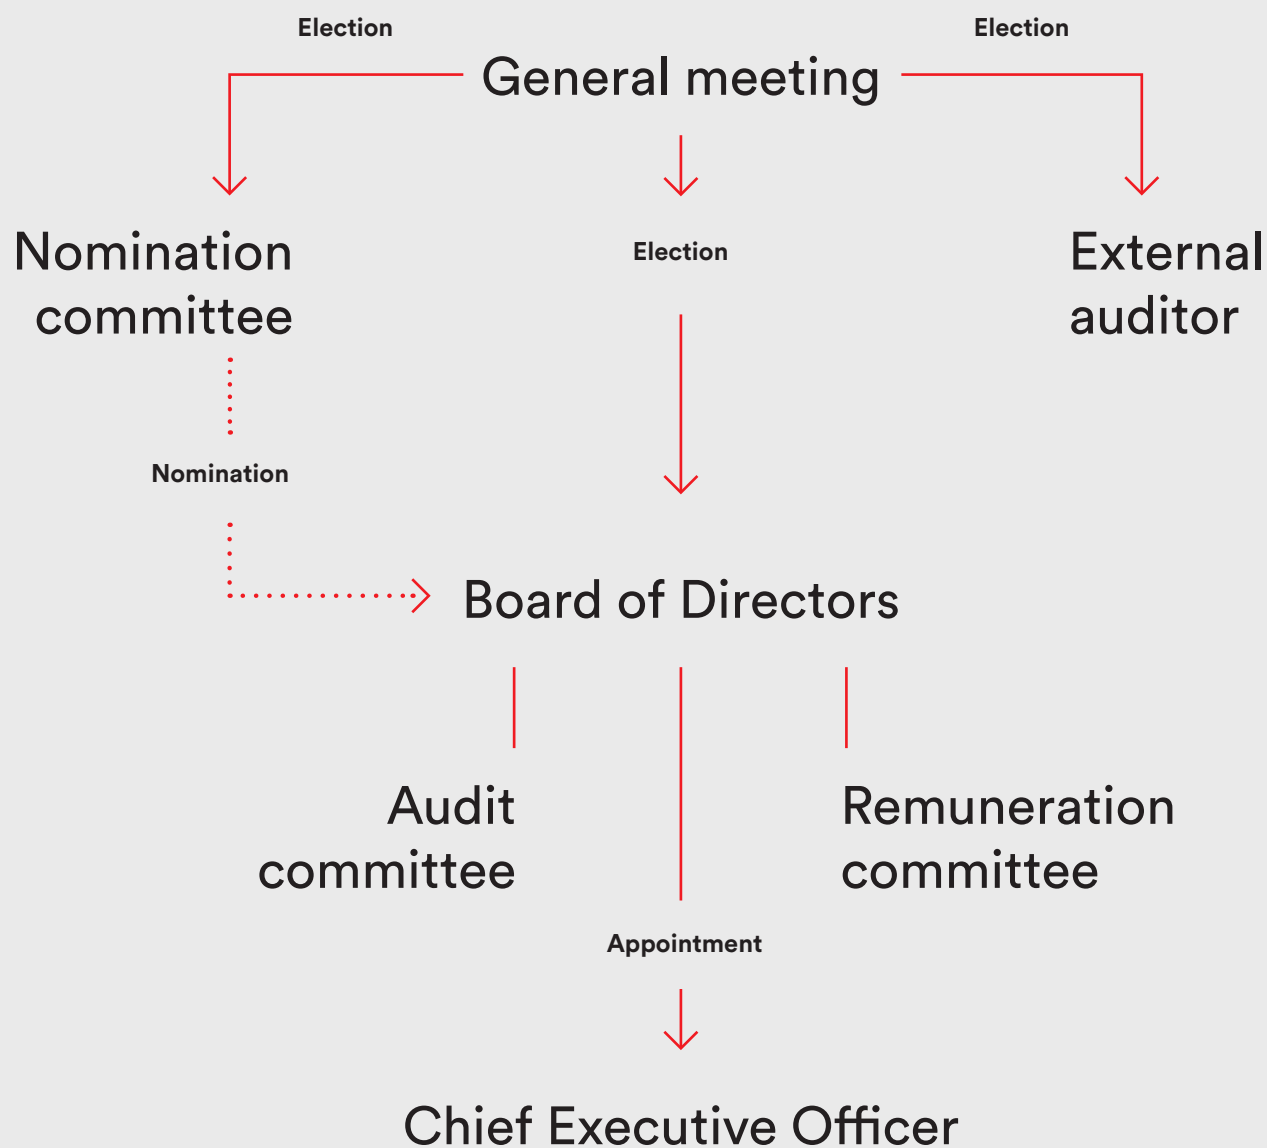 Election
Election
General meeting
Nomination
committee
Election
External
auditor
Nomination
Board of Directors
Audit
committee
Remuneration
committee
Appointment
Chief Executive Officer